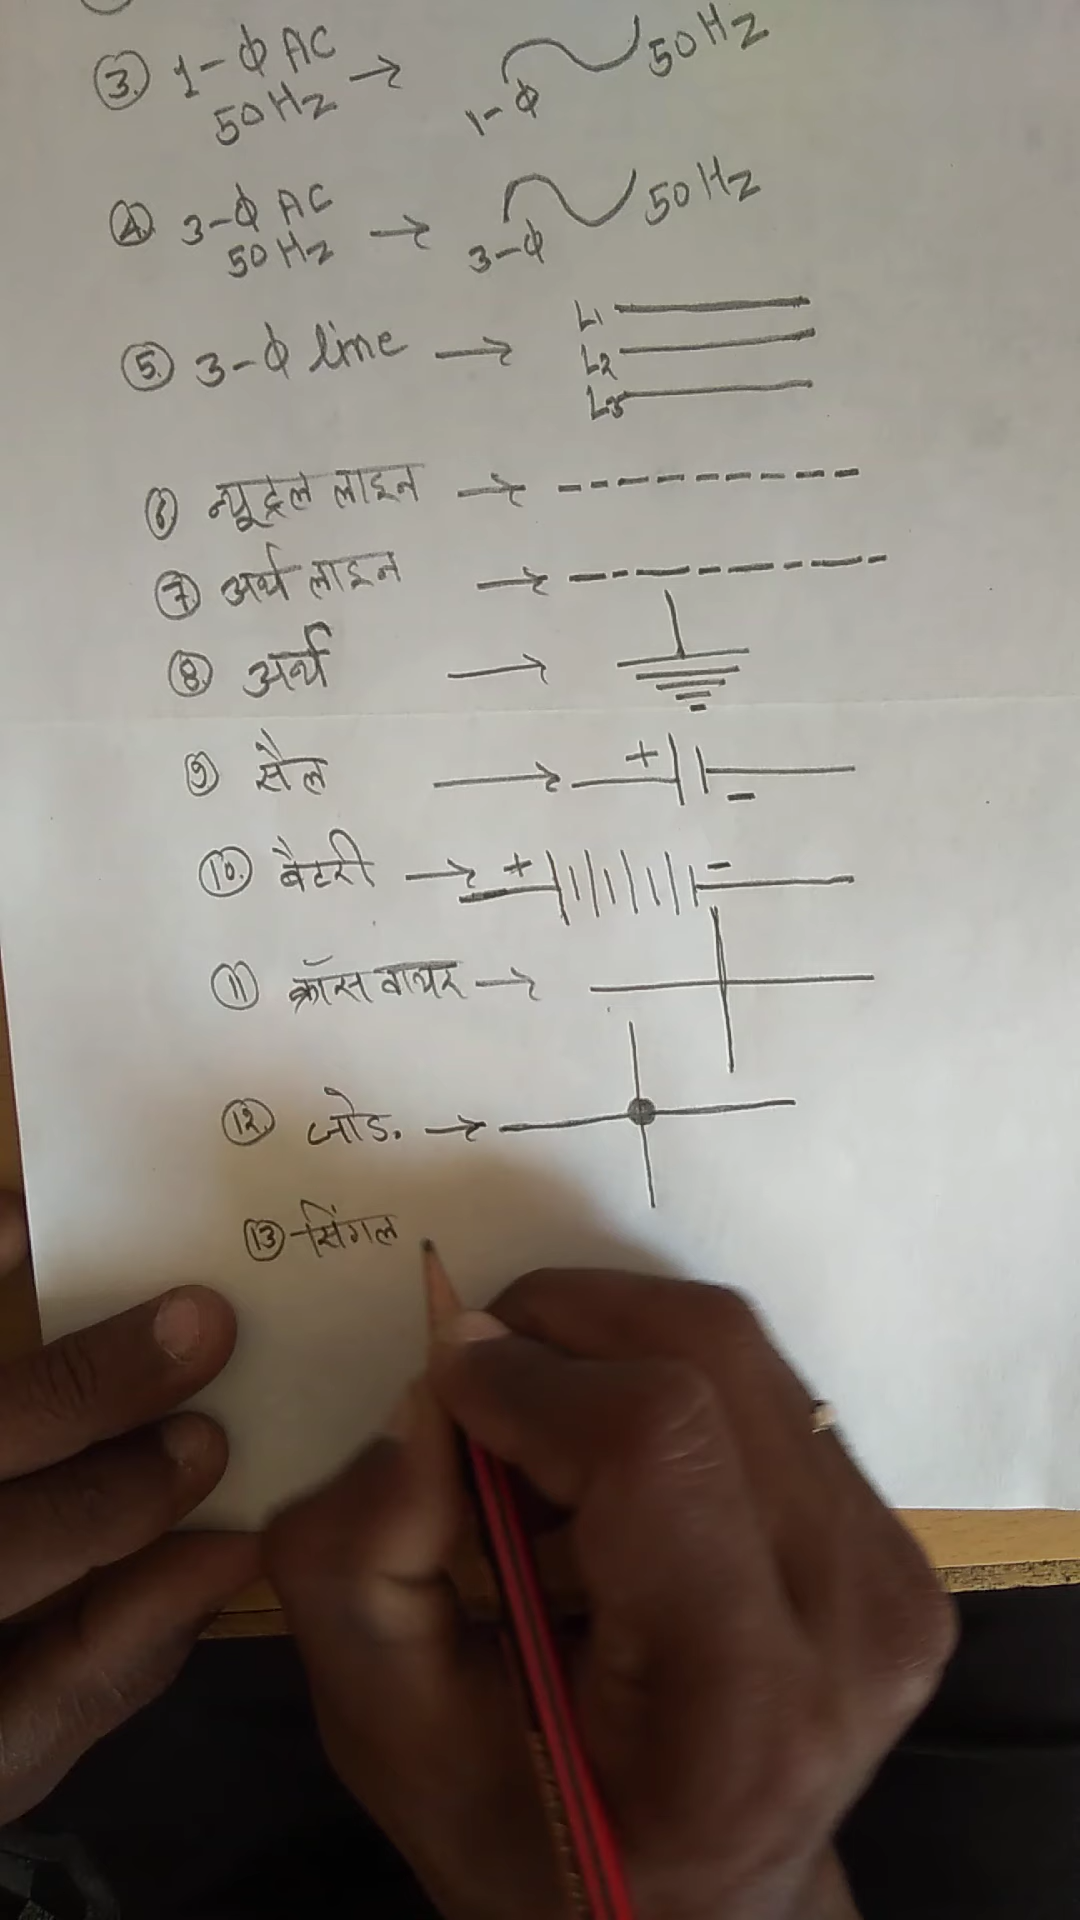 3. 1-ɸ AC → 1-ɸ 50Hz
50Hz
4. 3-ɸ AC → 3-ɸ 50Hz
50Hz
5. 3-ɸ line → L1
L2
L3
6 न्यूट्रल लाइन →
7. अर्थ लाइन →
8. अर्थ →
9 सैल → + -
10. बैटरी → + -
11 क्रॉस वायर →
12. जोड. →
13 सिंगल